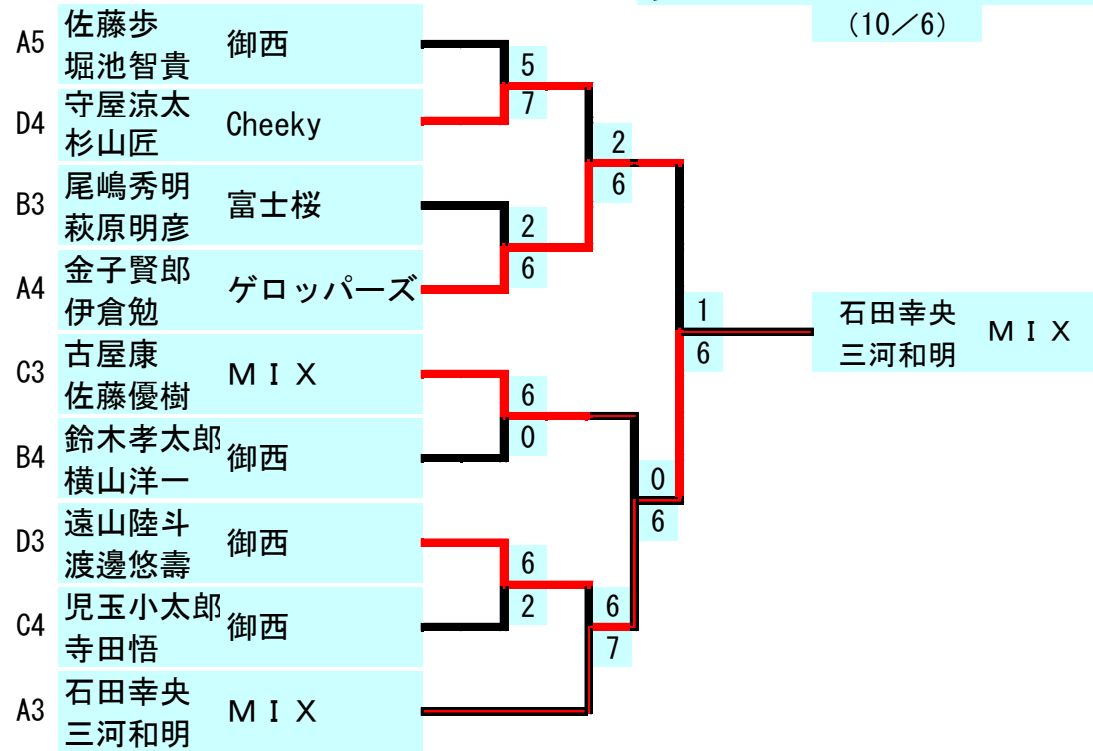 (10／6)
A5 佐藤歩 御西
堀池智貴
5
7
D4 守屋涼太 Cheeky
杉山匠
2
6
B3 尾嶋秀明 富士桜
萩原明彦
2
6
A4 金子賢郎 ゲロッパーズ
伊倉勉
1
6
石田幸央 ＭＩＸ
三河和明
C3 古屋康 ＭＩＸ
佐藤優樹
6
0
B4 鈴木孝太郎 御西
横山洋一
0
6
D3 遠山陸斗 御西
渡邊悠壽
6
2
C4 児玉小太郎 御西
寺田悟
6
7
A3 石田幸央 ＭＩＸ
三河和明